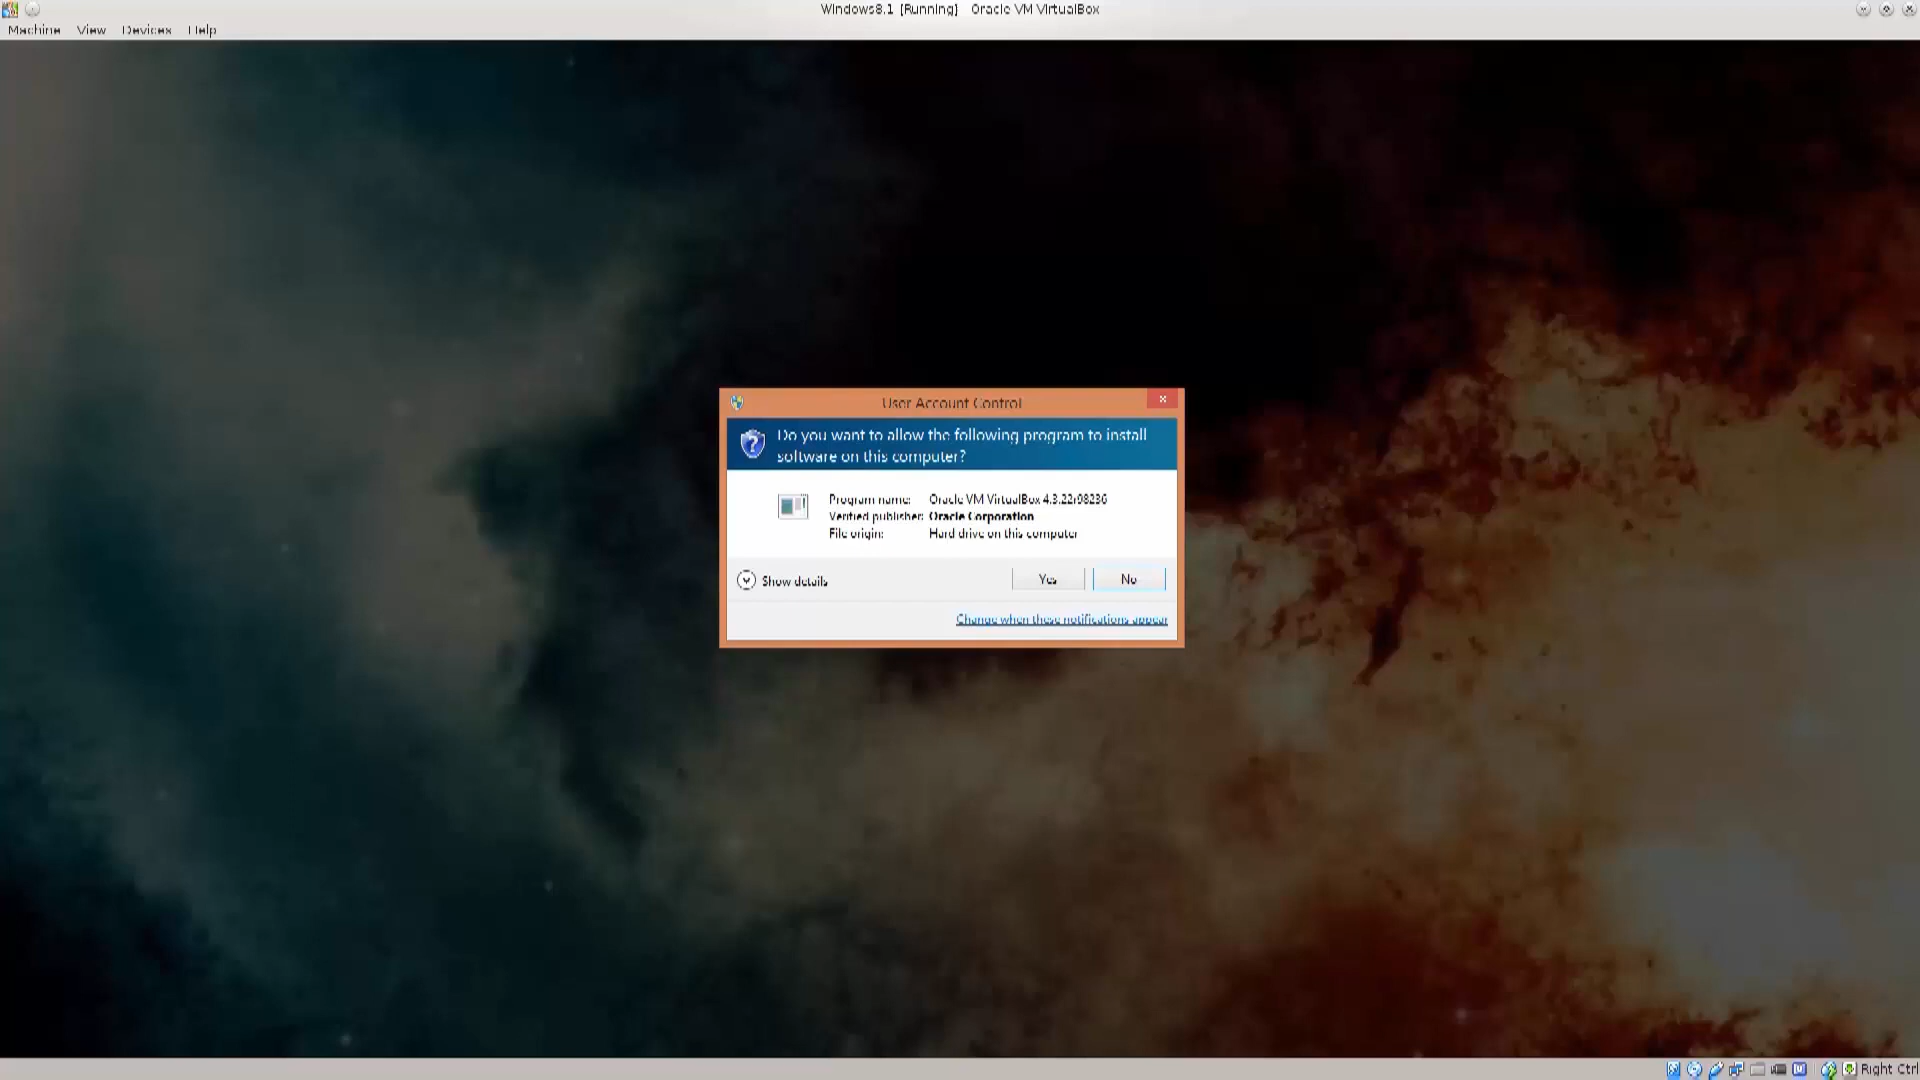 Windows8.1 [Running] Oracle VM VirtualBox
Machine View Devices Help
User Account Control
Do you want to allow the following program to install
software on this computer?
Program name: Oracle VM VirtualBox 4.3.22r98236
Verified publisher: Oracle Corporation
File origin: Hard drive on this computer
Show details
Yes
No
Change when these notifications appear
Right Ctrl